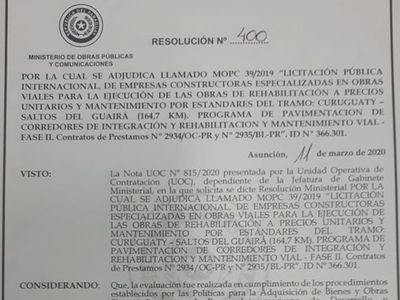 RESOLUCIÓN Nº 400
MINISTERIO DE OBRAS PÚBLICAS
Y COMUNICACIONES
POR LA CUAL SE ADJUDICA LLAMADO MOPC 39/2019 "LICITACIÓN PÚBLICA
INTERNACIONAL, DE EMPRESAS CONSTRUCTORAS ESPECIALIZADAS EN OBRAS
VIALES PARA LA EJECUCIÓN DE LAS OBRAS DE REHABILITACIÓN A PRECIOS
UNITARIOS Y MANTENIMIENTO POR ESTANDARES DEL TRAMO: CURUGUATY–
SALTOS DEL GUAIRÁ (164,7 KM). PROGRAMA DE PAVIMENTACION DE
CORREDORES DE INTEGRACIÓN Y REHABILITACION Y MANTENIMIENTO VIAL -
FASE II. Contratos de Prestamos N° 2934/OC-PR y N° 2935/BL-PR". ID N° 366.301.
Asunción, 11 de marzo de 2020
VISTO: La Nota UOC N° 815/2020 presentada por la Unidad Operativa de
Contratación (UOC), dependiente de la Jefatura de Gabinete
Ministerial, en la que solicita se dicte Resolución Ministerial POR LA
CUAL SE ADJUDICA LLAMADO MOPC 39/2019 "LICITACIÓN
PÚBLICA INTERNACIONAL, DE EMPRESAS CONSTRUCTORAS
ESPECIALIZADAS EN OBRAS VIALES PARA LA EJECUCIÓN DE
LAS OBRAS DE REHABILITACIÓN A PRECIOS UNITARIOS Y
MANTENIMIENTO POR ESTANDARES DEL TRAMO:
CURUGUATY– SALTOS DEL GUAIRÁ (164,7 KM). PROGRAMA DE
PAVIMENTACION DE CORREDORES DE INTEGRACIÓN Y
REHABILITACION Y MANTENIMIENTO VIAL - FASE II. Contratos de
Prestamos N° 2934/OC-PR y N° 2935/BL-PR". ID N° 366.301.
CONSIDERANDO: Que, la evaluación fue realizada en cumplimiento de los procedimientos
establecidos por las Políticas para la Adquisición de Bienes y Obras